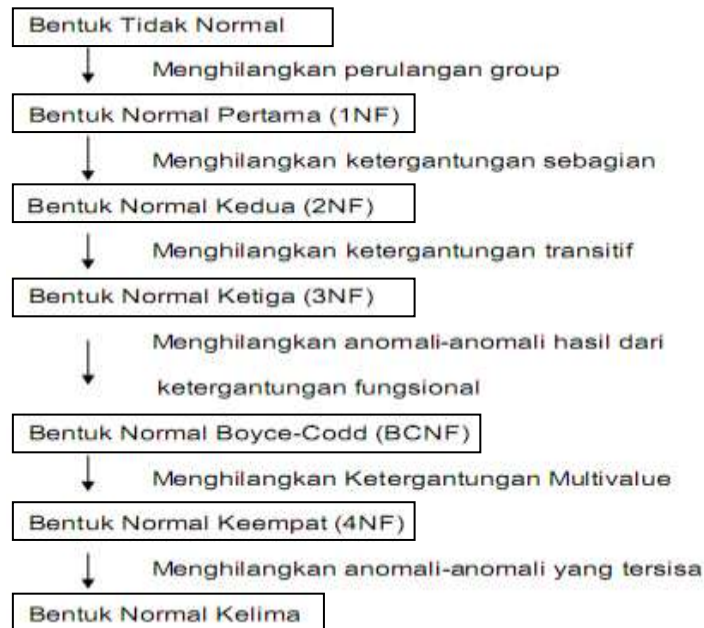 Bentuk Tidak Normal
Menghilangkan perulangan group
Bentuk Normal Pertama (1NF)
Menghilangkan ketergantungan sebagian
Bentuk Normal Kedua (2NF)
Menghilangkan ketergantungan transitif
Bentuk Normal Ketiga (3NF)
Menghilangkan anomali-anomali hasil dari
ketergantungan fungsional
Bentuk Normal Boyce-Codd (BCNF)
Menghilangkan Ketergantungan Multivalue
Bentuk Normal Keempat (4NF)
Menghilangkan anomali-anomali yang tersisa
Bentuk Normal Kelima